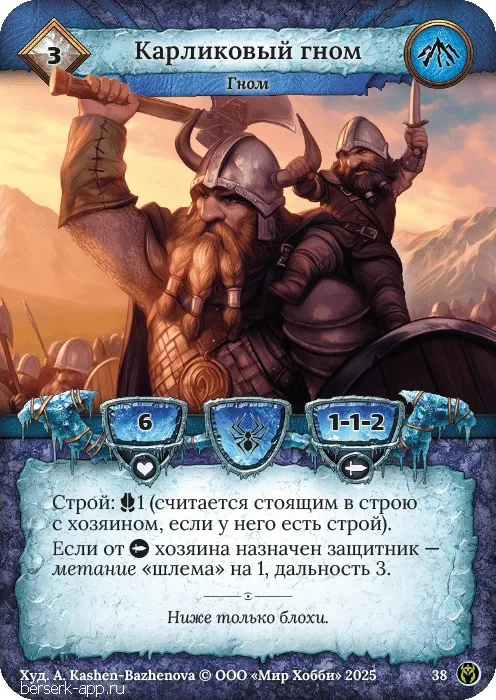 3
Карликовый гном
Гном
6
1-1-2
Строй: 1 (считается стоящим в строю
с хозяином, если у него есть строй).
Если от хозяина назначен защитник —
метание «шлема» на 1, дальность 3.
Ниже только блохи.
Худ. A. Kashen-Bazhenova © ООО «Мир Хобби» 2025
38
berserk-app.ru